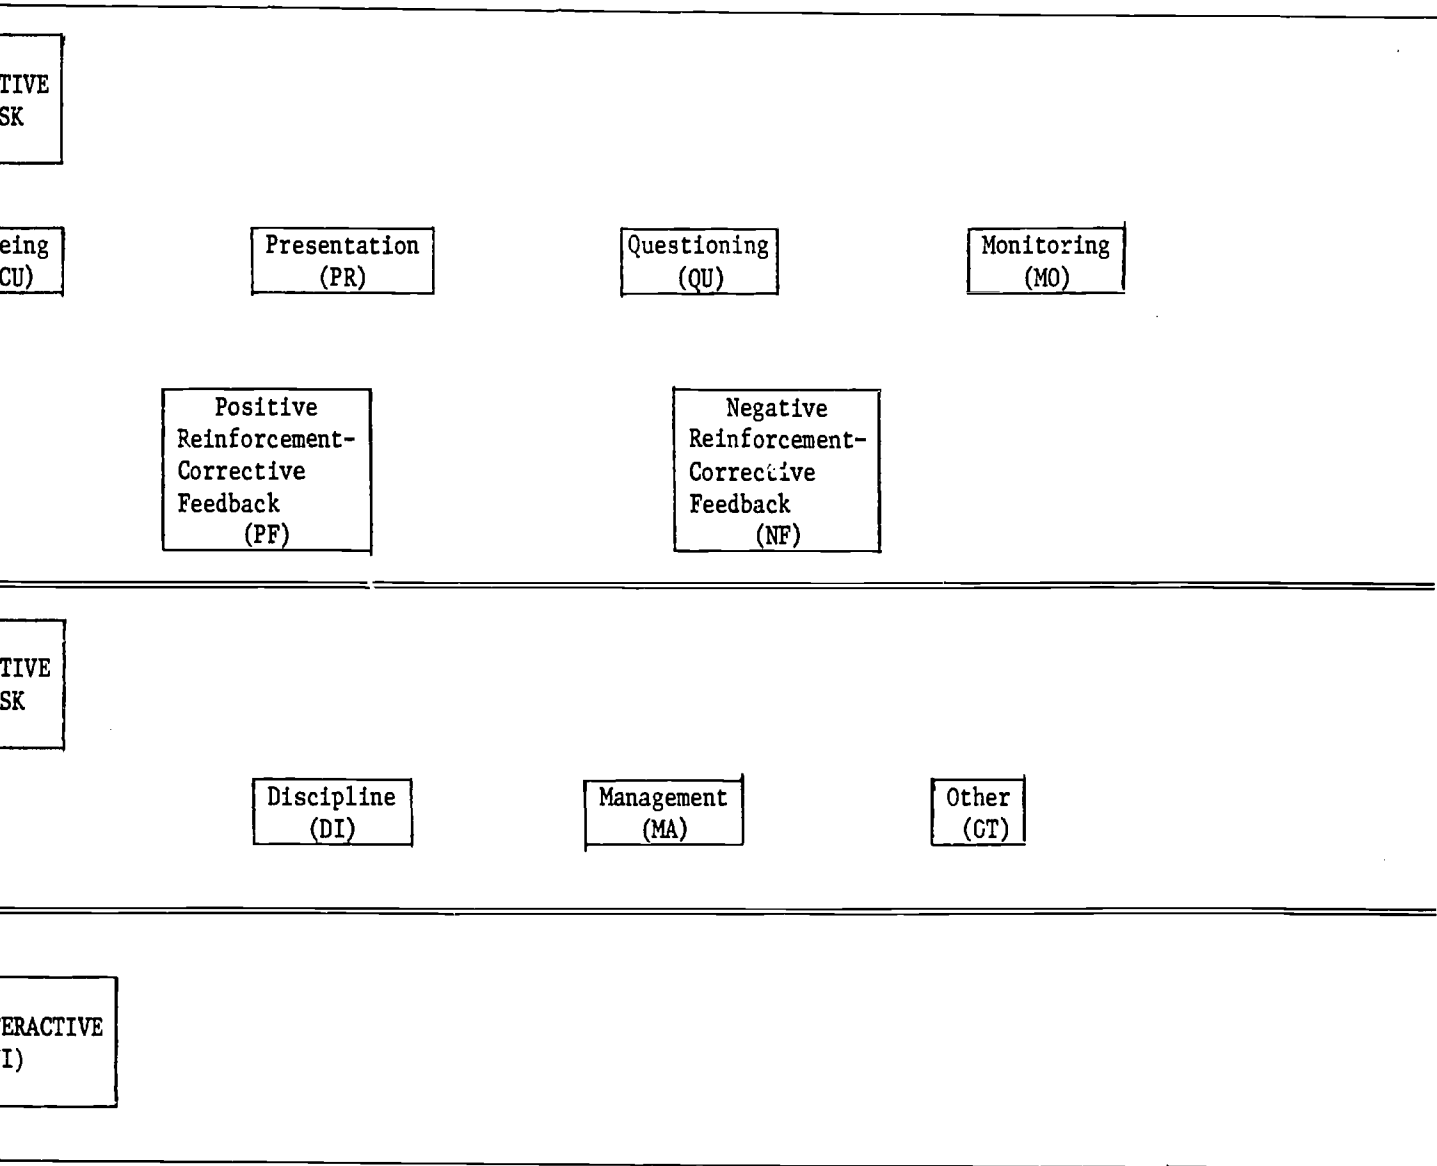 TIVE
SK
eing
CU)
Presentation
(PR)
Questioning
(QU)
Monitoring
(MO)
Positive
Reinforcement-
Corrective
Feedback
(PF)
Negative
Reinforcement-
Corrective
Feedback
(NF)
TIVE
SK
Discipline
(DI)
Management
(MA)
Other
(OT)
ERACTIVE
I)